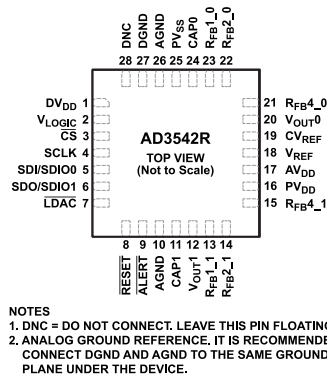 DNC
DGND
AGND
PVSS
CAP0
RFB1_0
RFB2_0
28 27 26 25 24 23 22
DVDD 1
VLOGIC 2
CS 3
SCLK 4
SDI/SDIO0 5
SDO/SDIO1 6
LDAC 7
AD3542R
TOP VIEW
(Not to Scale)
21 RFB4_0
20 VOUT0
19 CVREF
18 VREF
17 AVDD
16 PVDD
15 RFB4_1
8 9 10 11 12 13 14
RESET
ALERT
AGND
CAP1
VOUT1
RFB1_1
RFB2_1
NOTES
1. DNC = DO NOT CONNECT. LEAVE THIS PIN FLOATING
2. ANALOG GROUND REFERENCE. IT IS RECOMMENDE
CONNECT DGND AND AGND TO THE SAME GROUND
PLANE UNDER THE DEVICE.